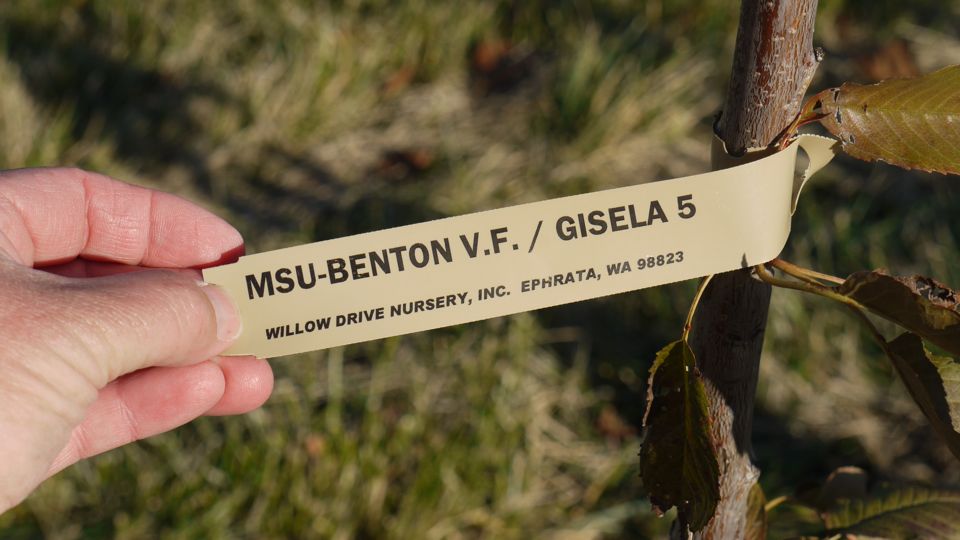 MSU-BENTON V.F. / GISELA 5
WILLOW DRIVE NURSERY, INC. EPHRATA, WA 98823